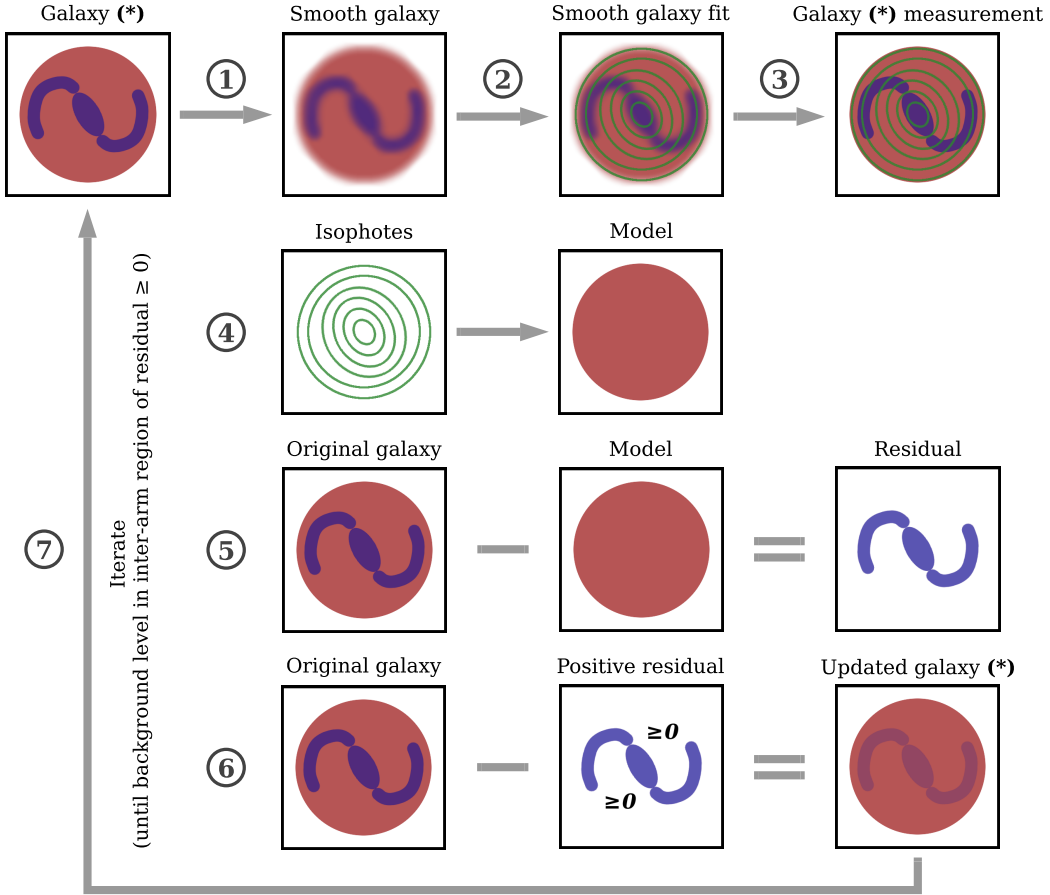 Galaxy (*)
Smooth galaxy
Smooth galaxy fit
Galaxy (*) measurement
1
2
3
Isophotes
Model
4
Original galaxy
Model
Residual
5
Original galaxy
Positive residual
Updated galaxy (*)
6
≥0
≥0
7
Iterate
(until background level in inter-arm region of residual ≥ 0)